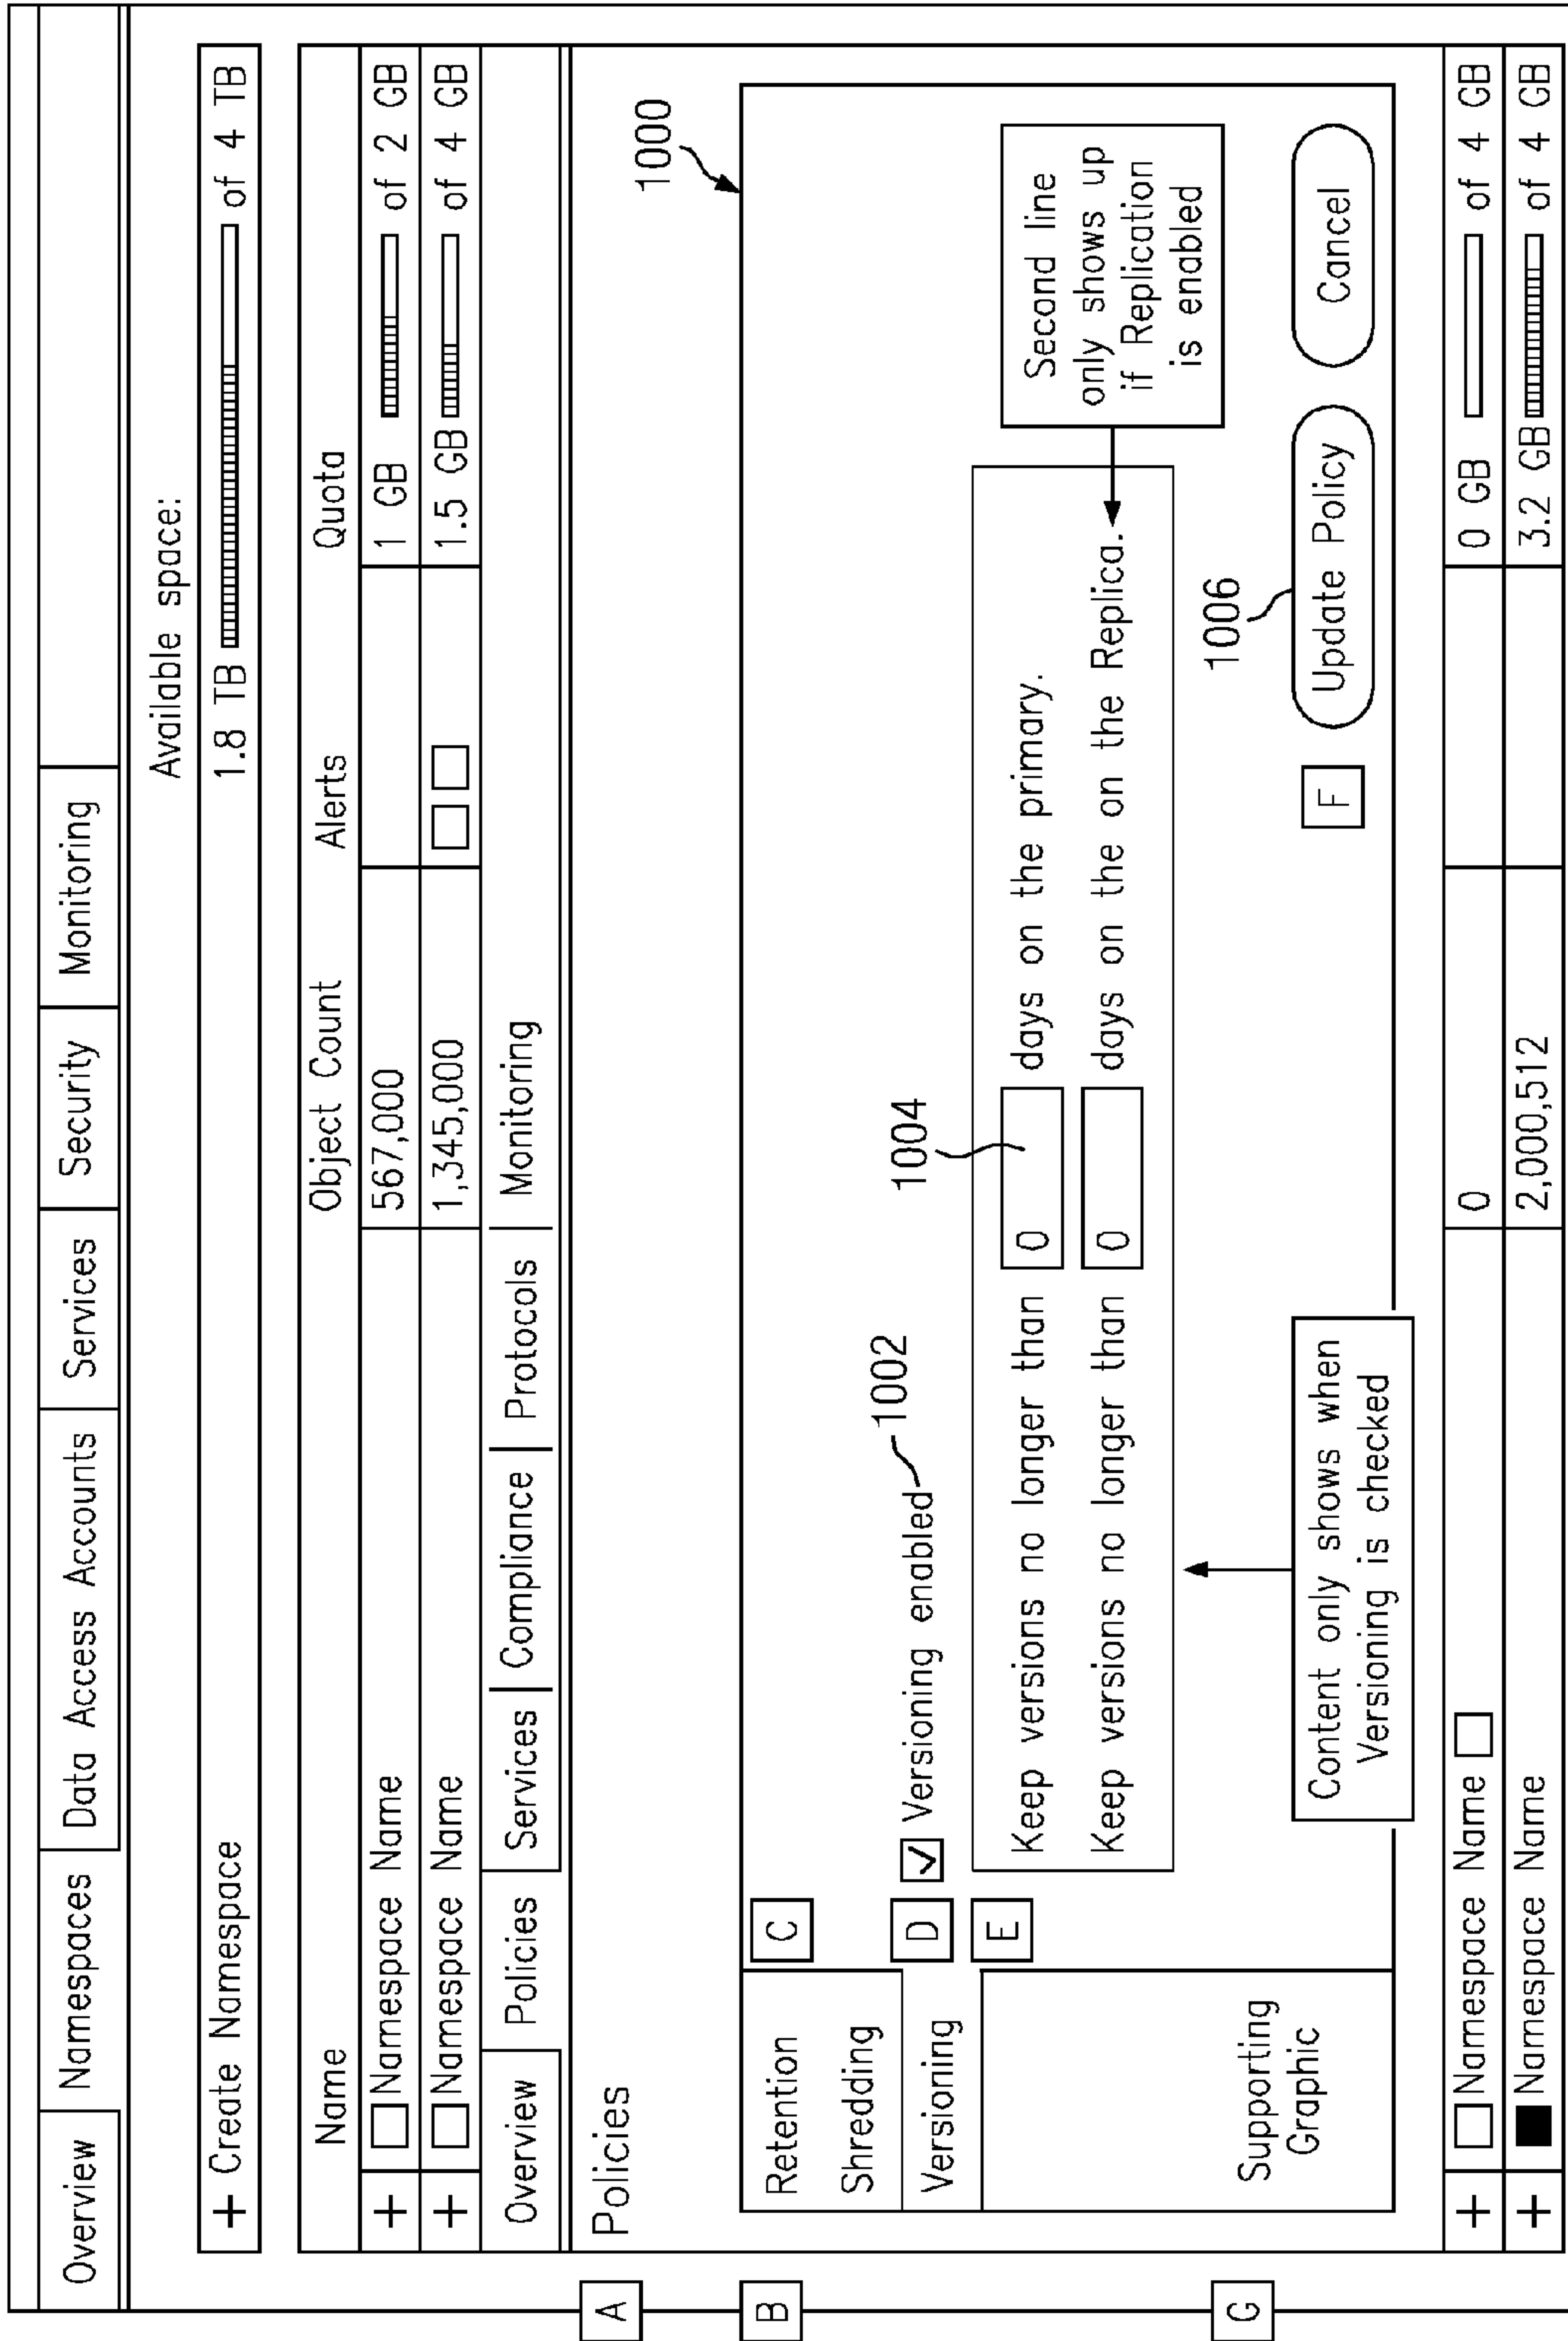 Overview Namespaces Data Access Accounts Services Security Monitoring
Available space:
+ Create Namespace 1.8 TB of 4 TB
Name Object Count Alerts Quota
+ Namespace Name 567,000 1 GB of 2 GB
+ Namespace Name 1,345,000 1.5 GB of 4 GB
Overview Policies Services Compliance Protocols Monitoring
A
Policies
1000
B
Retention
Shredding
Versioning
Supporting
Graphic
C
D Versioning enabled 1002
1004
E
Keep versions no longer than 0 days on the primary.
Keep versions no longer than 0 days on the on the Replica.
Second line
only shows up
if Replication
is enabled
1006
G
Content only shows when
Versioning is checked
F Update Policy Cancel
+ Namespace Name 0 0 GB of 4 GB
+ Namespace Name 2,000,512 3.2 GB of 4 GB